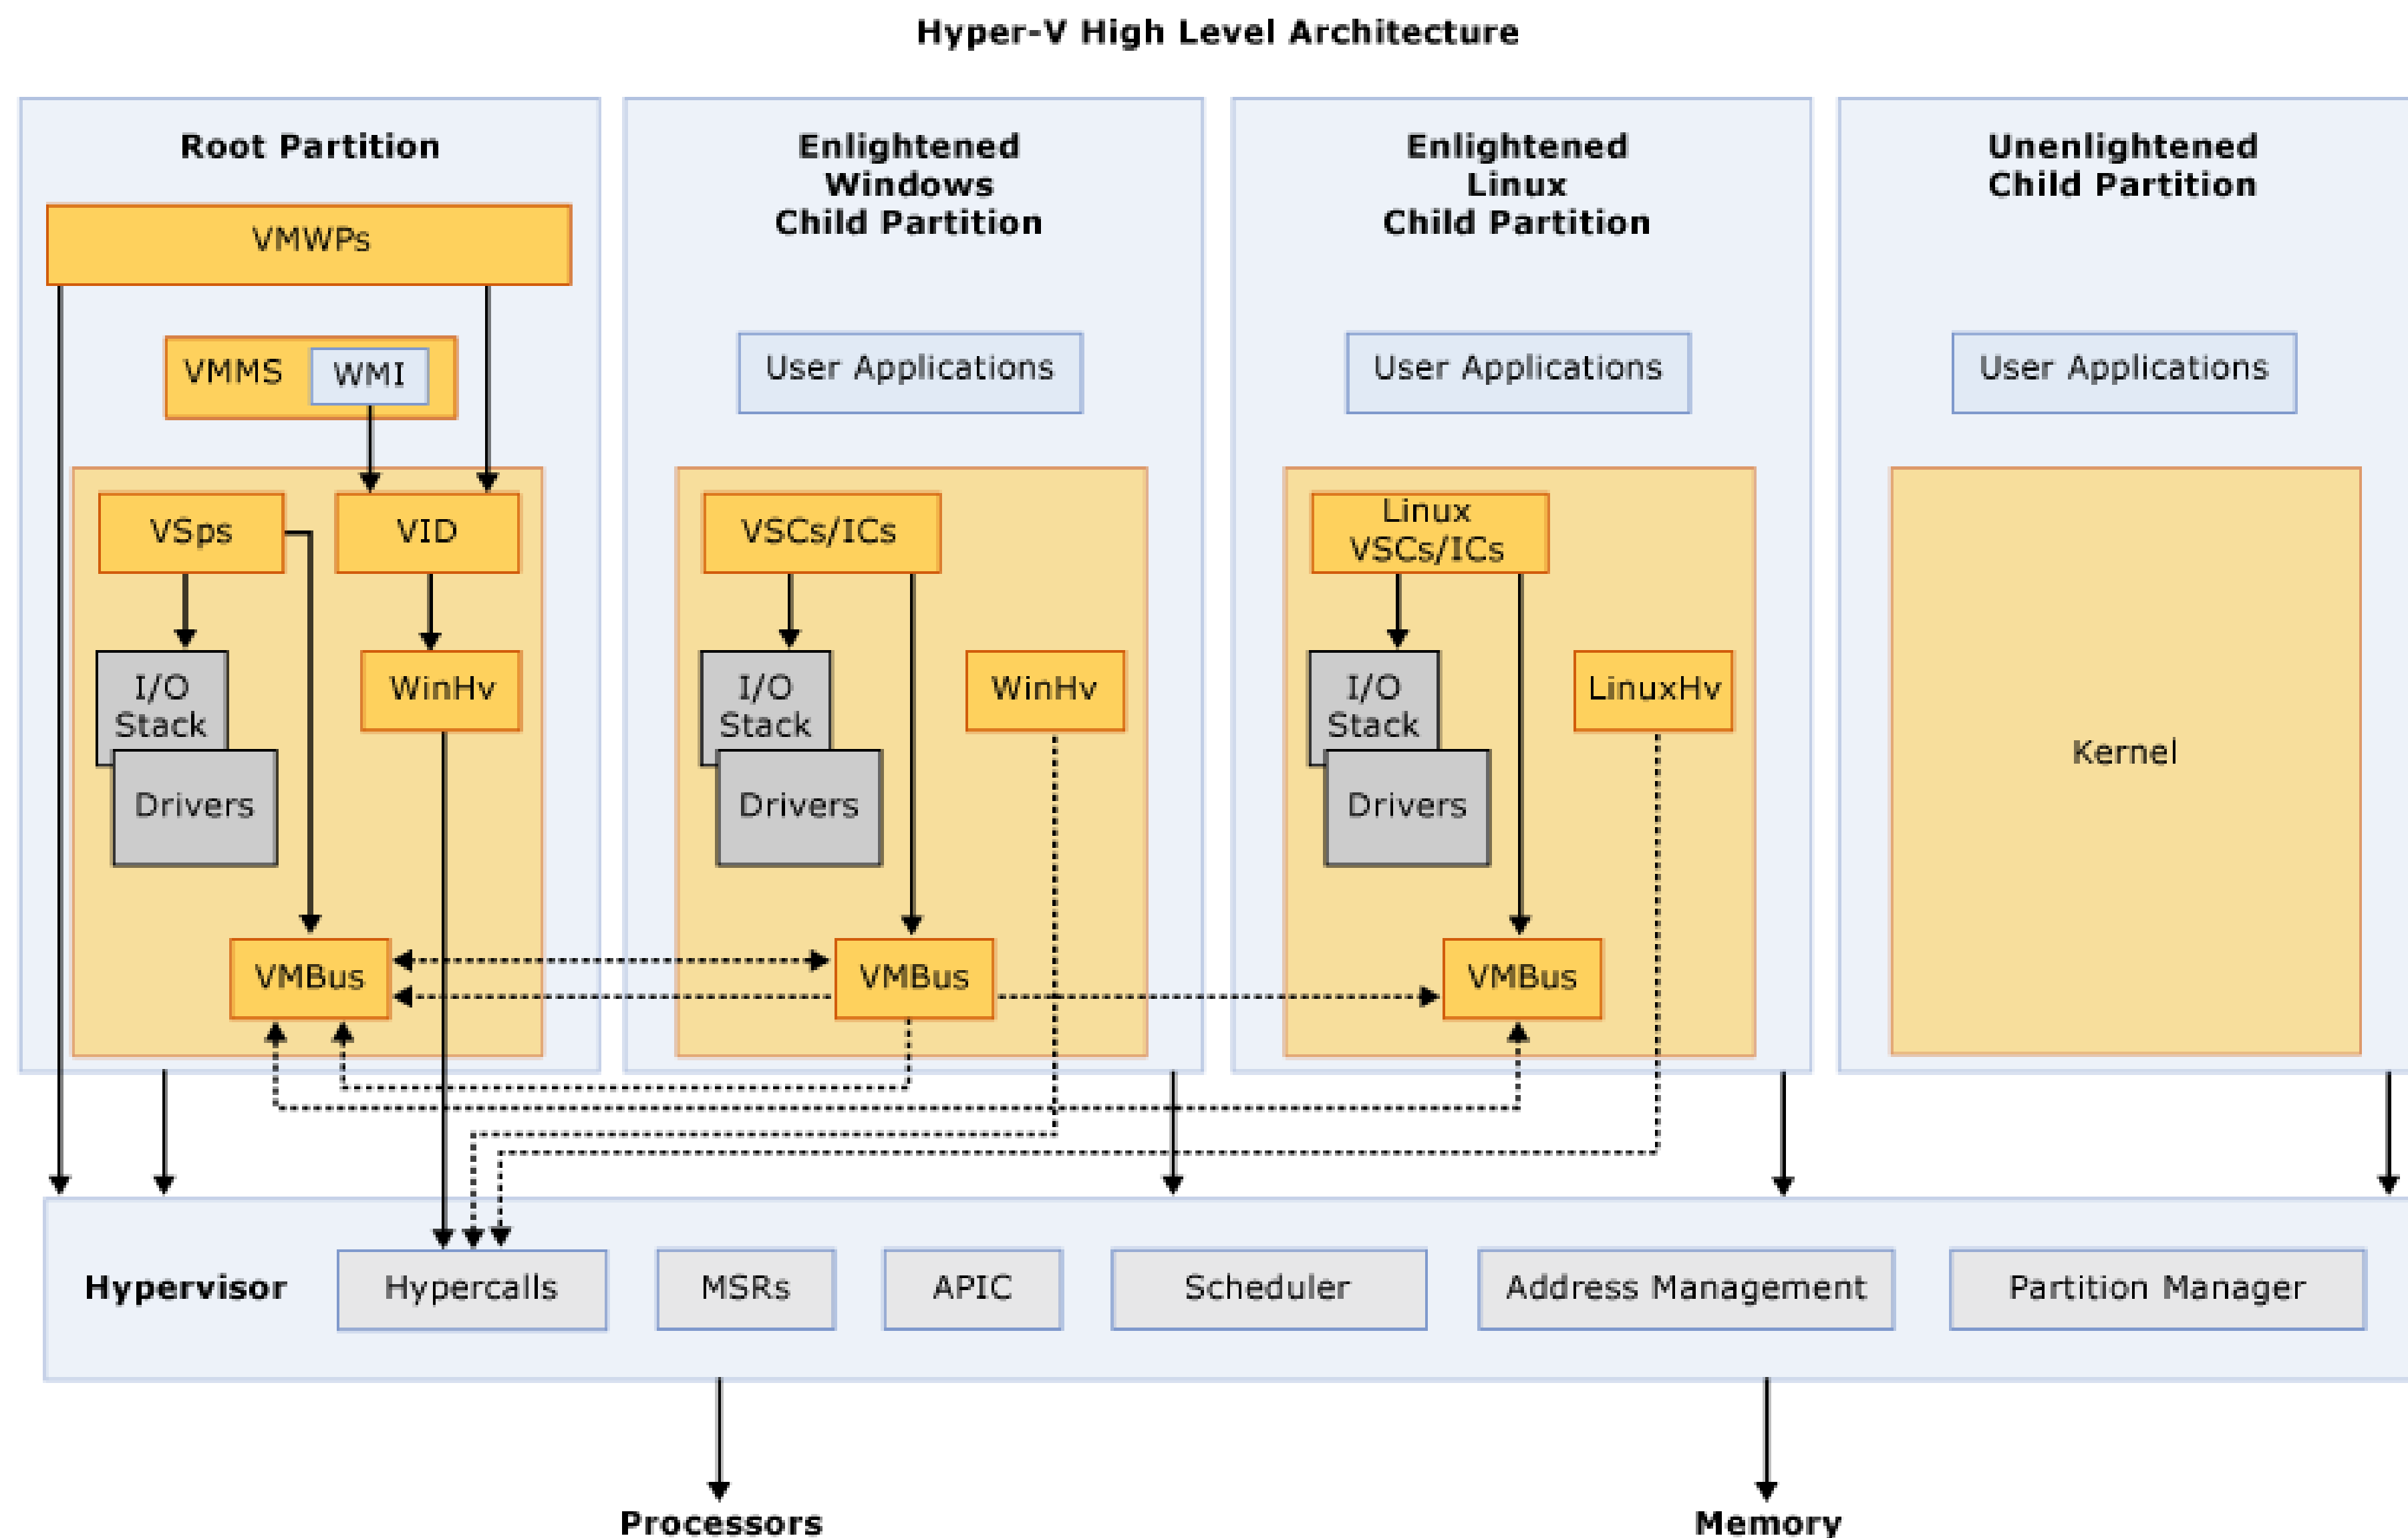 Hyper-V High Level Architecture
Root Partition
VMWPs
VMMS
WMI
VSps
VID
I/O
Stack
WinHv
Drivers
VMBus
Enlightened
Windows
Child Partition
User Applications
VSCs/ICs
I/O
Stack
WinHv
Drivers
VMBus
Enlightened
Linux
Child Partition
User Applications
Linux
VSCs/ICs
I/O
Stack
LinuxHv
Drivers
VMBus
Unenlightened
Child Partition
User Applications
Kernel
Hypervisor
Hypercalls
MSRs
APIC
Scheduler
Address Management
Partition Manager
Processors
Memory